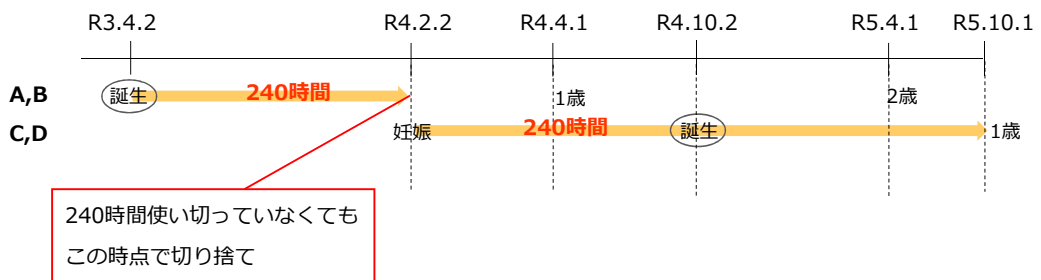 R3.4.2 R4.2.2 R4.4.1 R4.10.2 R5.4.1 R5.10.1
A,B 誕生 240時間 1歳 2歳
C,D 妊娠 240時間 誕生 1歳
240時間使い切っていなくても
この時点で切り捨て